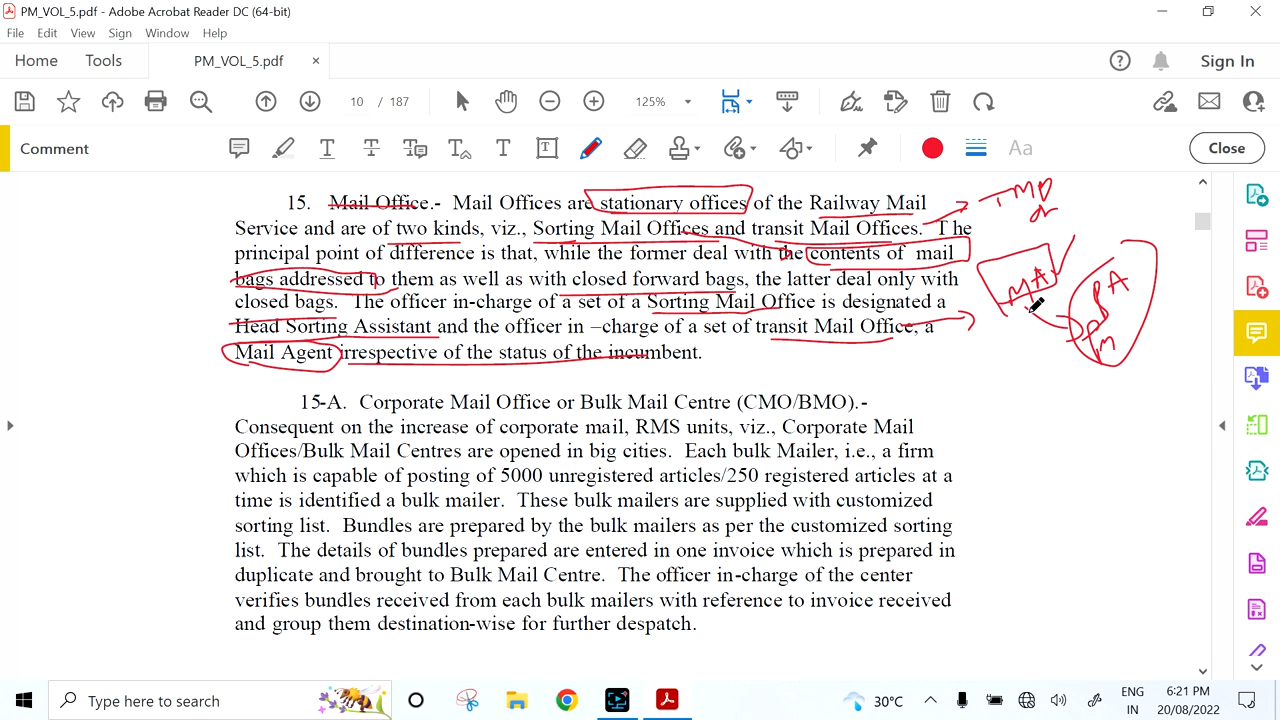 PM_VOL_5.pdf - Adobe Acrobat Reader DC (64-bit)
File Edit View Sign Window Help
Home Tools PM_VOL_5.pdf × Sign In
10 / 187 125%
Comment Aa Close
15. Mail Office.- Mail Offices are stationary offices of the Railway Mail
Service and are of two kinds, viz., Sorting Mail Offices and transit Mail Offices. The
principal point of difference is that, while the former deal with the contents of mail
bags addressed to them as well as with closed forward bags, the latter deal only with
closed bags. The officer in-charge of a set of a Sorting Mail Office is designated a
Head Sorting Assistant and the officer in –charge of a set of transit Mail Office, a
Mail Agent irrespective of the status of the incumbent.
TMO
or
MA
PA
PM
15-A. Corporate Mail Office or Bulk Mail Centre (CMO/BMO).-
Consequent on the increase of corporate mail, RMS units, viz., Corporate Mail
Offices/Bulk Mail Centres are opened in big cities. Each bulk Mailer, i.e., a firm
which is capable of posting of 5000 unregistered articles/250 registered articles at a
time is identified a bulk mailer. These bulk mailers are supplied with customized
sorting list. Bundles are prepared by the bulk mailers as per the customized sorting
list. The details of bundles prepared are entered in one invoice which is prepared in
duplicate and brought to Bulk Mail Centre. The officer in-charge of the center
verifies bundles received from each bulk mailers with reference to invoice received
and group them destination-wise for further despatch.
Type here to search
30°C
ENG
IN
6:21 PM
20/08/2022